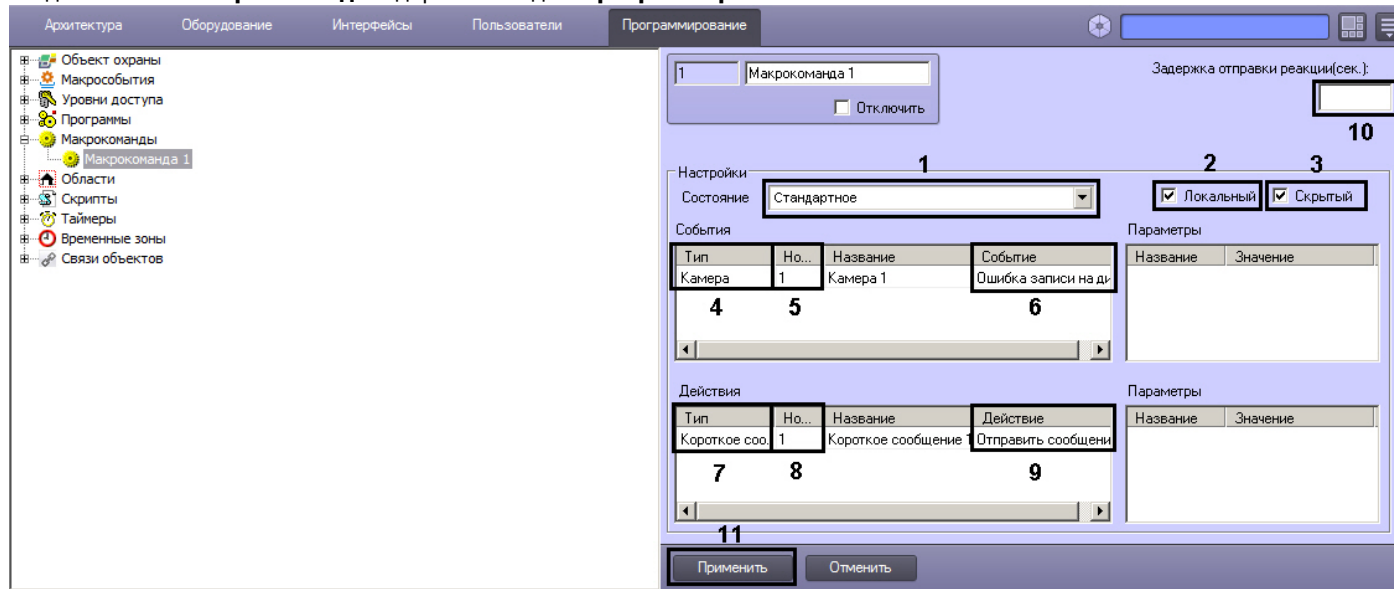 Архитектура Оборудование Интерфейсы Пользователи Программирование
Объект охраны
Макрособытия
Уровни доступа
Программы
Макрокоманды
Макрокоманда 1
Области
Скрипты
Таймеры
Временные зоны
Связи объектов
1 Макрокоманда 1
Отключить
Задержка отправки реакции(сек.):
10
Настройки
1 2 3
Состояние Стандартное Локальный Скрытый
События Параметры
Тип Но... Название Событие Название Значение
Камера 1 Камера 1 Ошибка записи на ди
4 5 6
Действия Параметры
Тип Но... Название Действие Название Значение
Короткое соо. 1 Короткое сообщение 1 Отправить сообщени
7 8 9
11
Применить Отменить